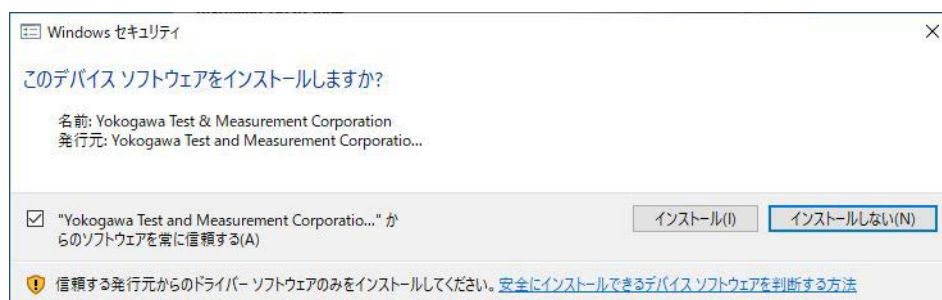 Windows セキュリティ
このデバイス ソフトウェアをインストールしますか?
名前: Yokogawa Test & Measurement Corporation
発行元: Yokogawa Test and Measurement Corporatio...
"Yokogawa Test and Measurement Corporatio..." か
らのソフトウェアを常に信頼する(A)
インストール(I)
インストールしない(N)
信頼する発行元からのドライバー ソフトウェアのみをインストールしてください。安全にインストールできるデバイス ソフトウェアを判断する方法